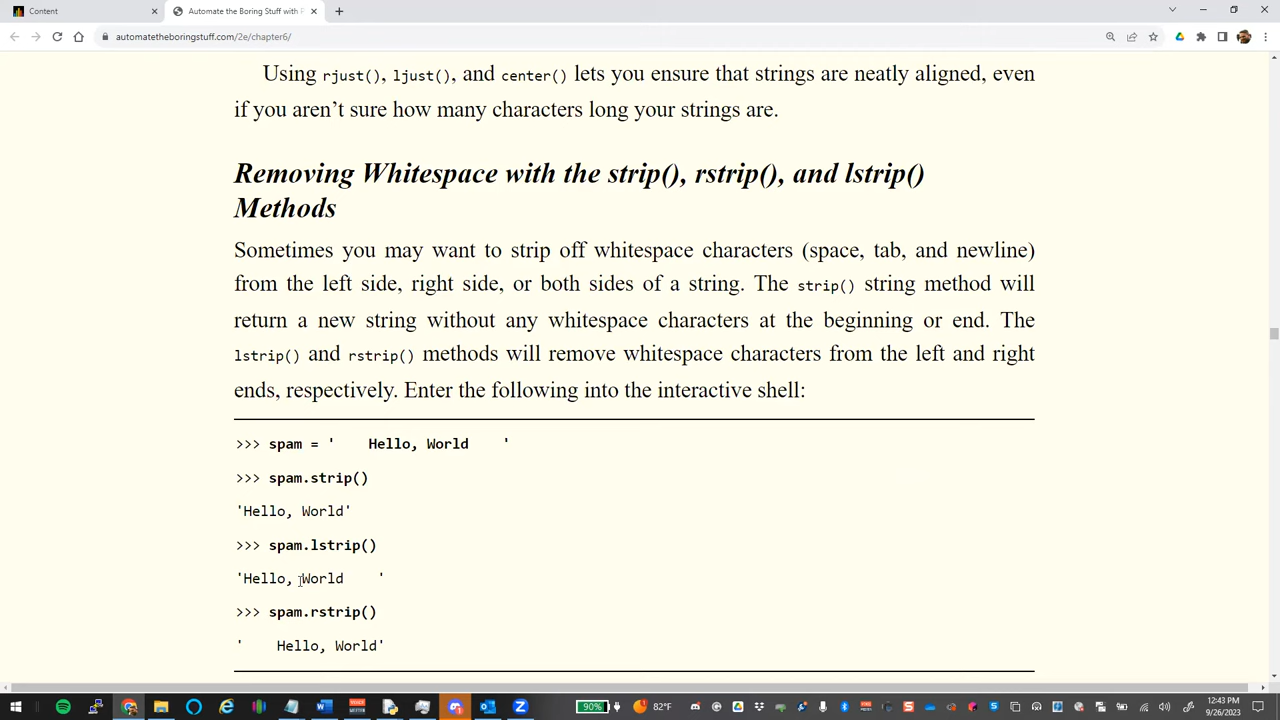 Content
Automate the Boring Stuff with P
automatetheboringstuff.com/2e/chapter6/
Using rjust(), ljust(), and center() lets you ensure that strings are neatly aligned, even
if you aren’t sure how many characters long your strings are.
Removing Whitespace with the strip(), rstrip(), and lstrip()
Methods
Sometimes you may want to strip off whitespace characters (space, tab, and newline)
from the left side, right side, or both sides of a string. The strip() string method will
return a new string without any whitespace characters at the beginning or end. The
lstrip() and rstrip() methods will remove whitespace characters from the left and right
ends, respectively. Enter the following into the interactive shell:
>>> spam = '    Hello, World    '
>>> spam.strip()
'Hello, World'
>>> spam.lstrip()
'Hello, World    '
>>> spam.rstrip()
'    Hello, World'
90%
82°F
12:43 PM
9/26/2023